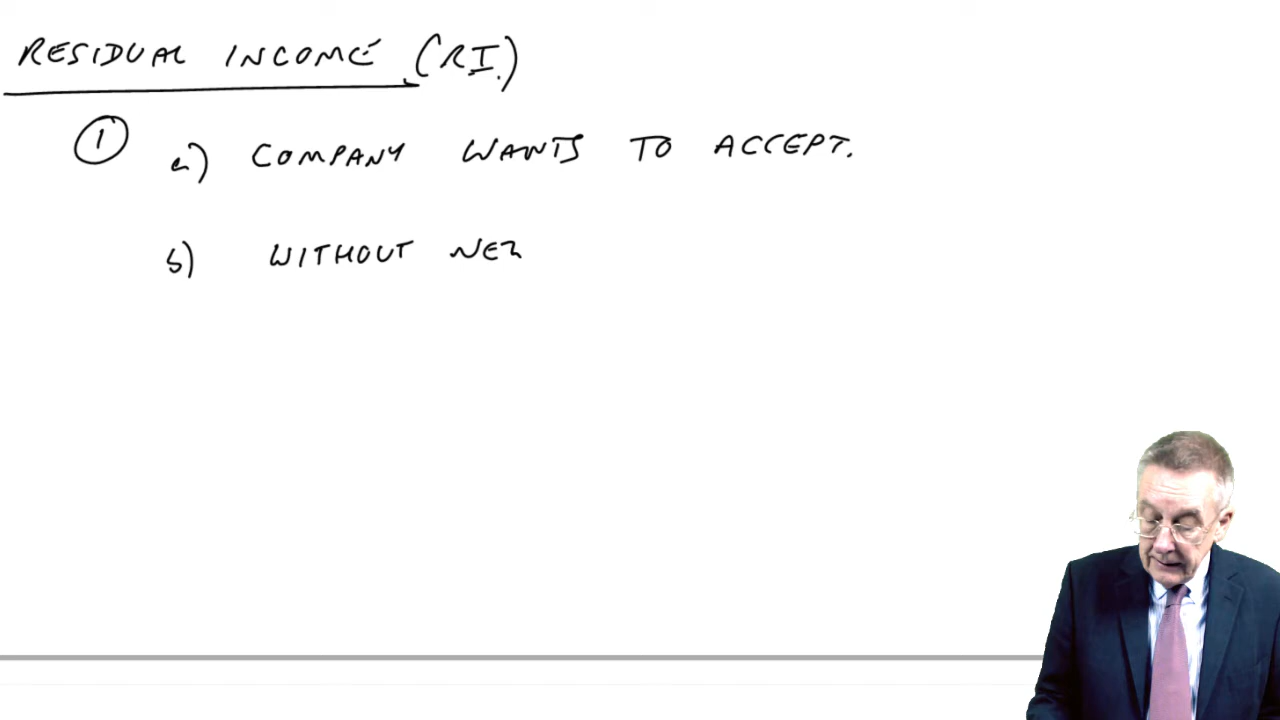 RESIDUAL INCOME (RI.)
① a) COMPANY WANTS TO ACCEPT.
b) WITHOUT